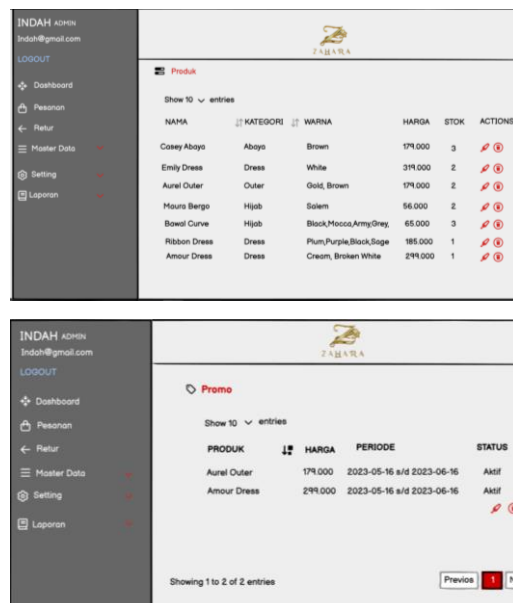 INDAH ADMIN
Indah@gmail.com
LOGOUT
Dashboard
Pesanan
Retur
Master Data
Setting
Laporan
ZAHARA
Produk
Show 10 entries
NAMA KATEGORI WARNA HARGA STOK ACTIONS
Casey Abaya Abaya Brown 179.000 3
Emily Dress Dress White 319.000 2
Aurel Outer Outer Gold, Brown 179.000 2
Maura Bergo Hijab Salem 56.000 2
Bawal Curve Hijab Black,Mocca,Army,Grey, 65.000 3
Ribbon Dress Dress Plum,Purple,Black,Sage 185.000 1
Amour Dress Dress Cream, Broken White 299.000 1
INDAH ADMIN
Indah@gmail.com
LOGOUT
Dashboard
Pesanan
Retur
Master Data
Setting
Laporan
ZAHARA
Promo
Show 10 entries
PRODUK HARGA PERIODE STATUS
Aurel Outer 179.000 2023-05-16 s/d 2023-06-16 Aktif
Amour Dress 299.000 2023-05-16 s/d 2023-06-16 Aktif
Showing 1 to 2 of 2 entries
Previos 1